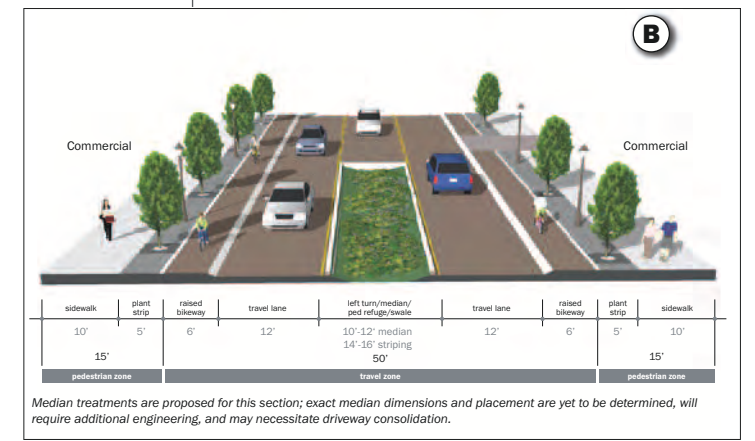 B
Commercial
Commercial
sidewalk
plant
strip
raised
bikeway
travel lane
left turn/median/
ped refuge/swale
travel lane
raised
bikeway
plant
strip
sidewalk
10’ 5’ 6’ 12’ 10’-12‘ median 12’ 6’ 5’ 10’
14’-16’ striping
15’ 50’ 15’
pedestrian zone travel zone pedestrian zone
Median treatments are proposed for this section; exact median dimensions and placement are yet to be determined, will
require additional engineering, and may necessitate driveway consolidation.